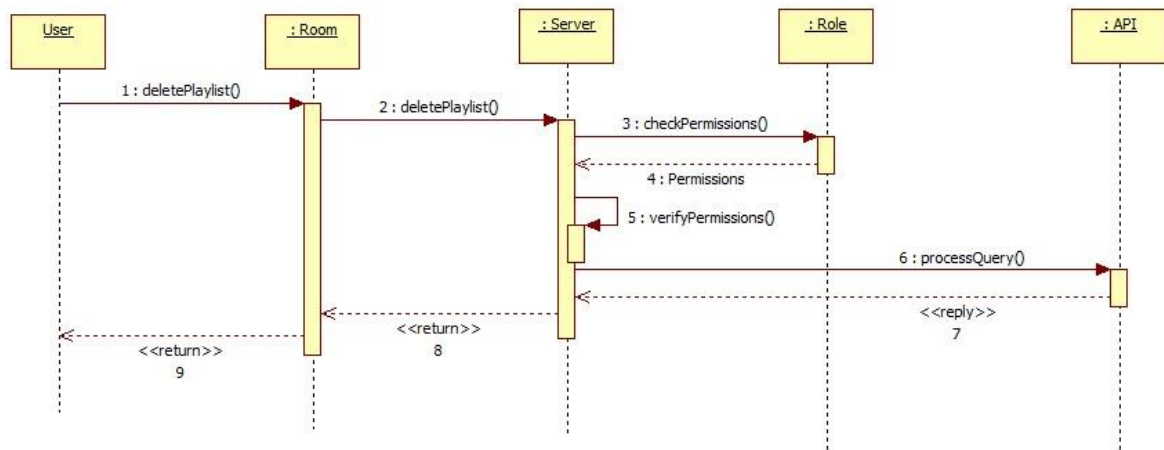 User
: Room
: Server
: Role
: API
1 : deletePlaylist()
2 : deletePlaylist()
3 : checkPermissions()
4 : Permissions
5 : verifyPermissions()
6 : processQuery()
<<reply>>
7
<<return>>
8
<<return>>
9